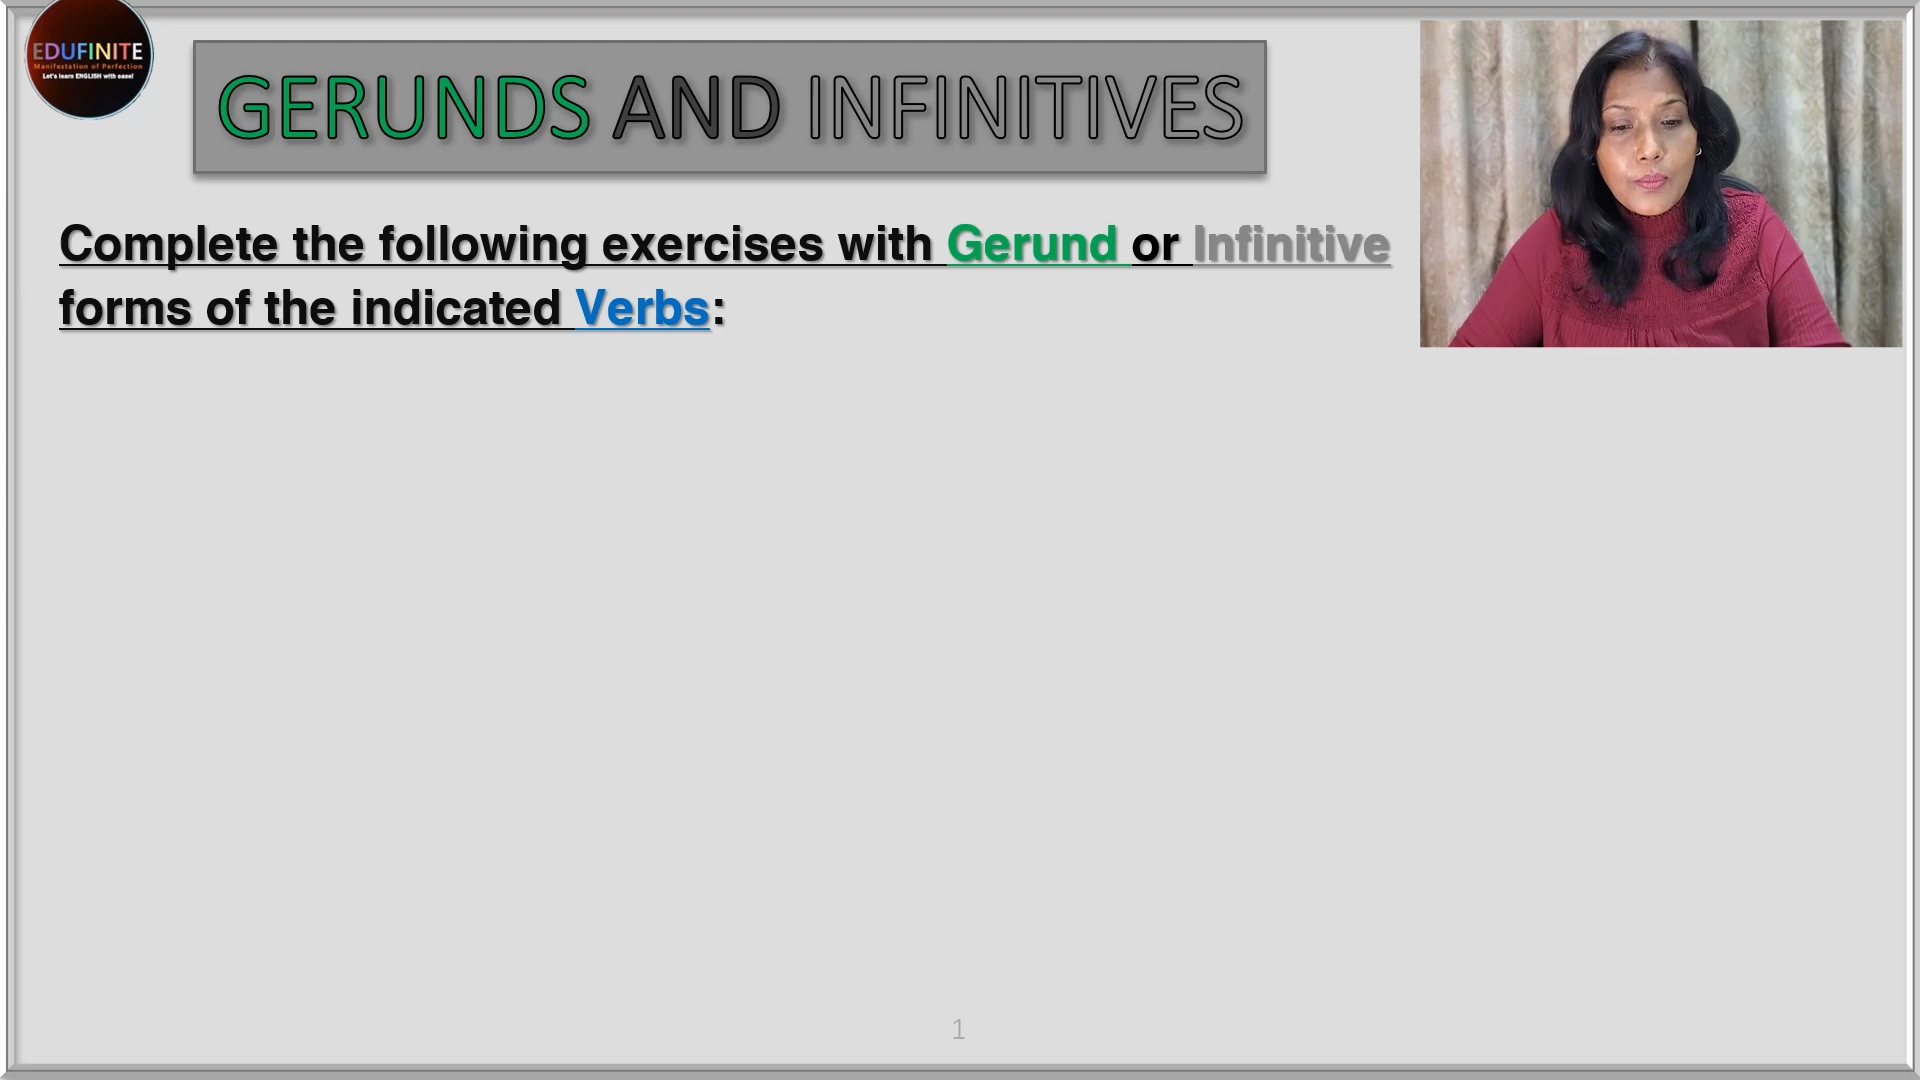 EDUFINITE
Manifestation of Perfection
Let's learn ENGLISH with ease!
GERUNDS AND INFINITIVES
Complete the following exercises with Gerund or Infinitive
forms of the indicated Verbs:
1